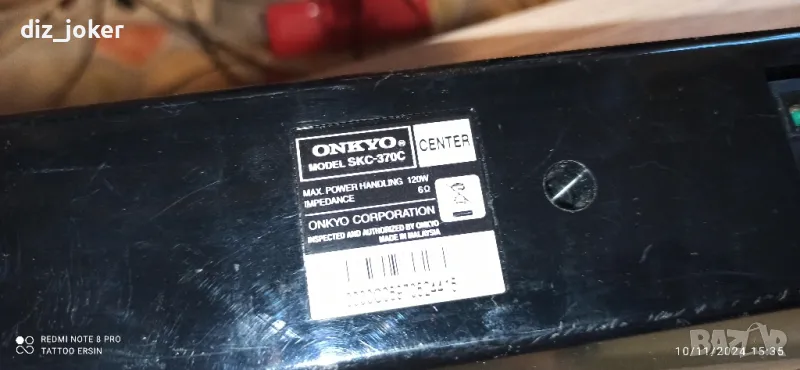 diz_joker
ONKYO® CENTER
MODEL SKC-370C
MAX. POWER HANDLING 120W
IMPEDANCE 6Ω
ONKYO CORPORATION
INSPECTED AND AUTHORIZED BY ONKYO
MADE IN MALAYSIA
REDMI NOTE 8 PRO
TATTOO ERSIN
BAZAR
10/11/2024 15:35